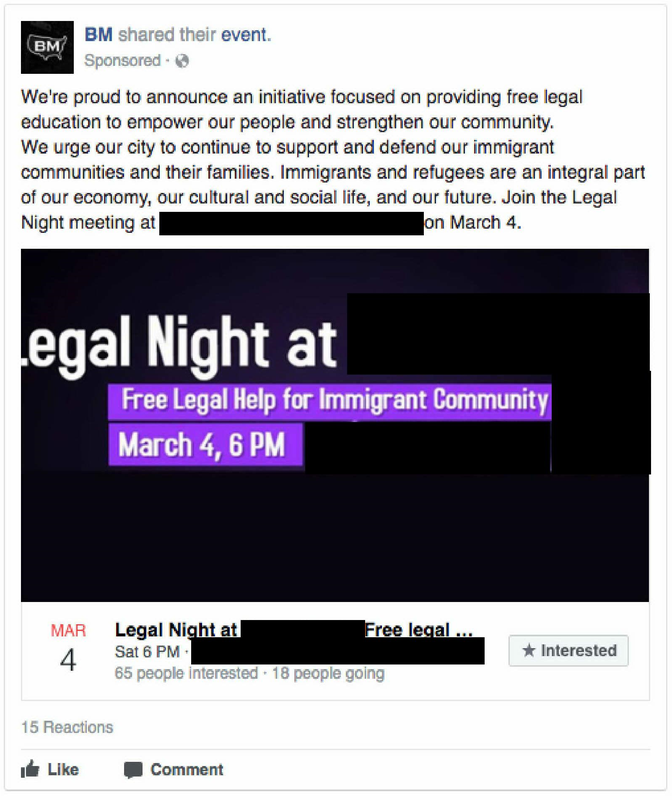 BM
BM shared their event.
Sponsored ·
We're proud to announce an initiative focused on providing free legal
education to empower our people and strengthen our community.
We urge our city to continue to support and defend our immigrant
communities and their families. Immigrants and refugees are an integral part
of our economy, our cultural and social life, and our future. Join the Legal
Night meeting at on March 4.
Legal Night at
Free Legal Help for Immigrant Community
March 4, 6 PM
MAR
4
Legal Night at Free legal ...
Sat 6 PM ·
65 people interested · 18 people going
Interested
15 Reactions
Like Comment